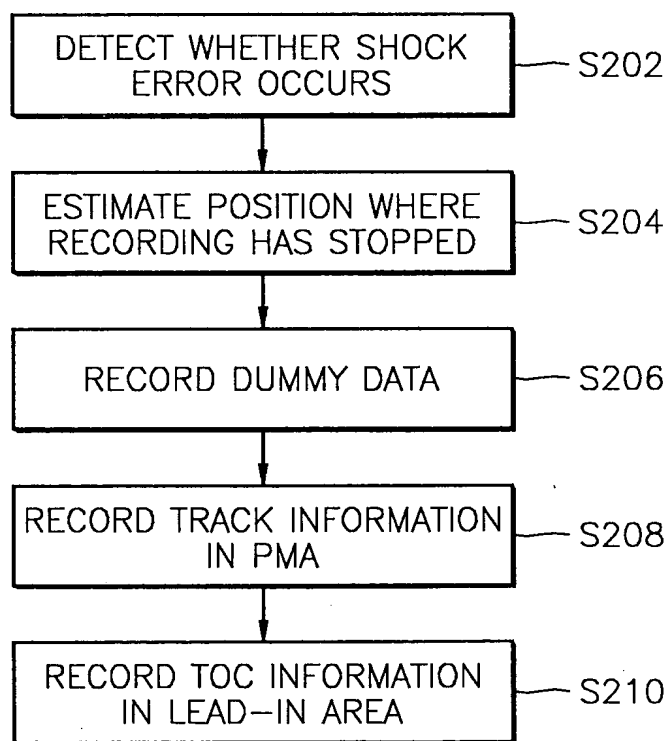 DETECT WHETHER SHOCK
ERROR OCCURS
S202
ESTIMATE POSITION WHERE
RECORDING HAS STOPPED
S204
RECORD DUMMY DATA
S206
RECORD TRACK INFORMATION
IN PMA
S208
RECORD TOC INFORMATION
IN LEAD-IN AREA
S210